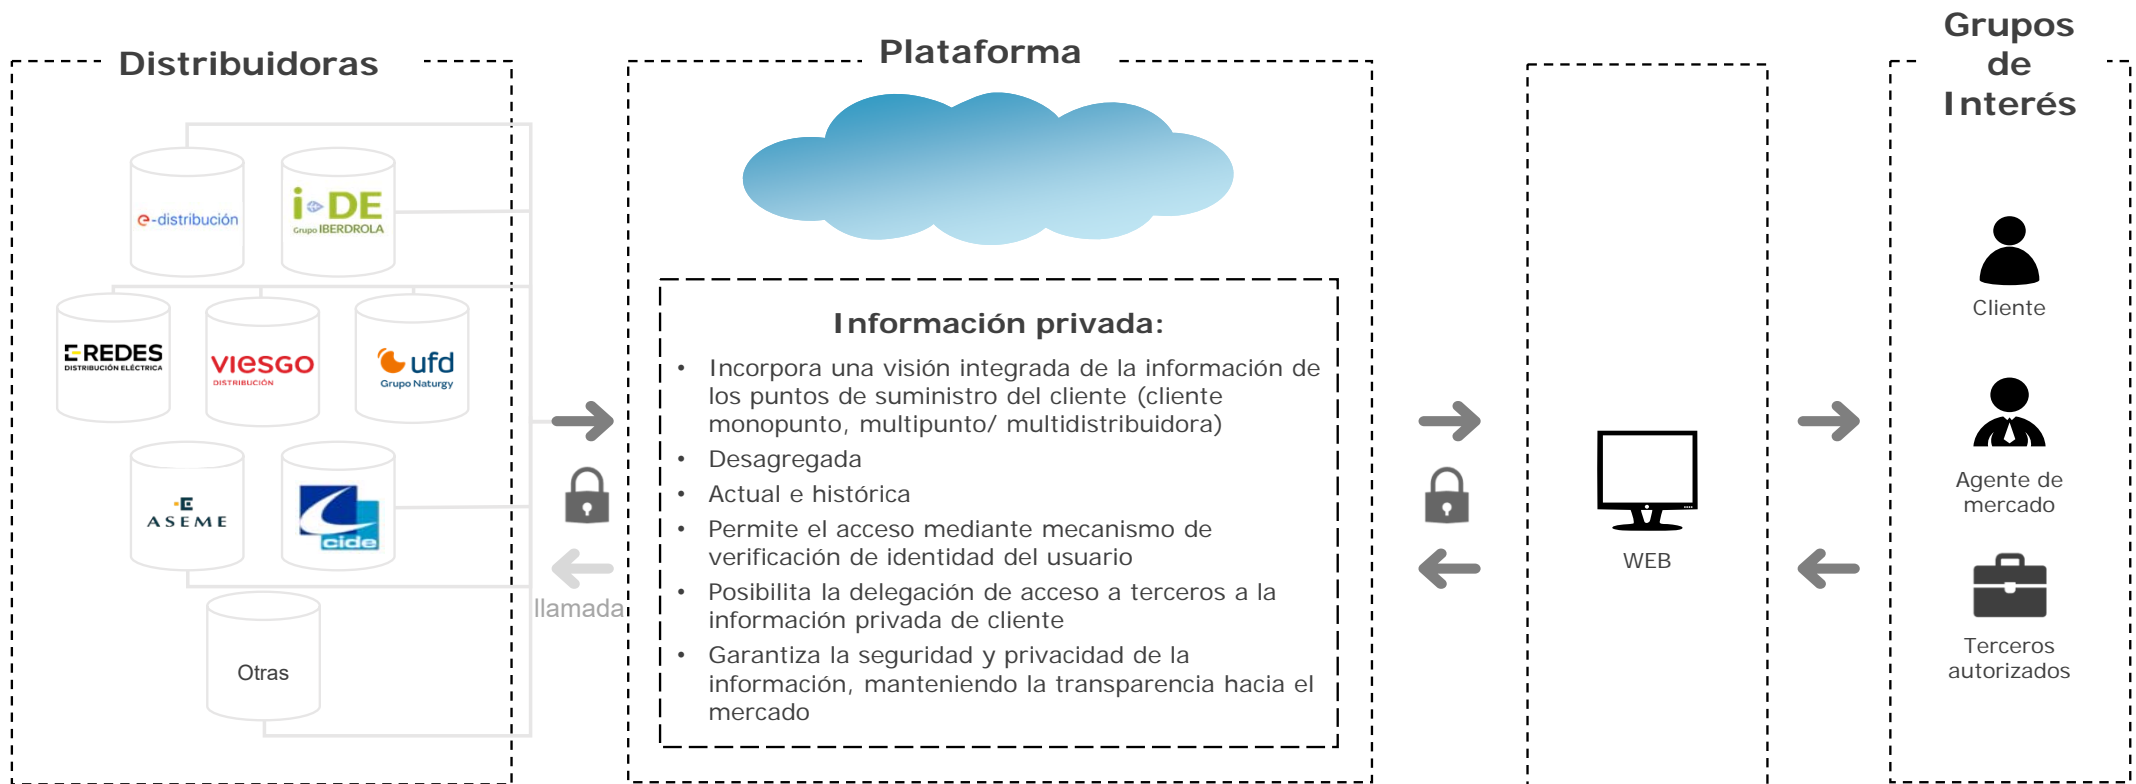 Distribuidoras
e-distribución
i-DE
Grupo IBERDROLA
E-REDES
DISTRIBUCIÓN ELÉCTRICA
VIESGO
DISTRIBUCIÓN
ufd
Grupo Naturgy
·E
ASEME
cide
Otras
llamada
Plataforma
Información privada:
• Incorpora una visión integrada de la información de
los puntos de suministro del cliente (cliente
monopunto, multipunto/ multidistribuidora)
• Desagregada
• Actual e histórica
• Permite el acceso mediante mecanismo de
verificación de identidad del usuario
• Posibilita la delegación de acceso a terceros a la
información privada de cliente
• Garantiza la seguridad y privacidad de la
información, manteniendo la transparencia hacia el
mercado
WEB
Grupos
de
Interés
Cliente
Agente de
mercado
Terceros
autorizados